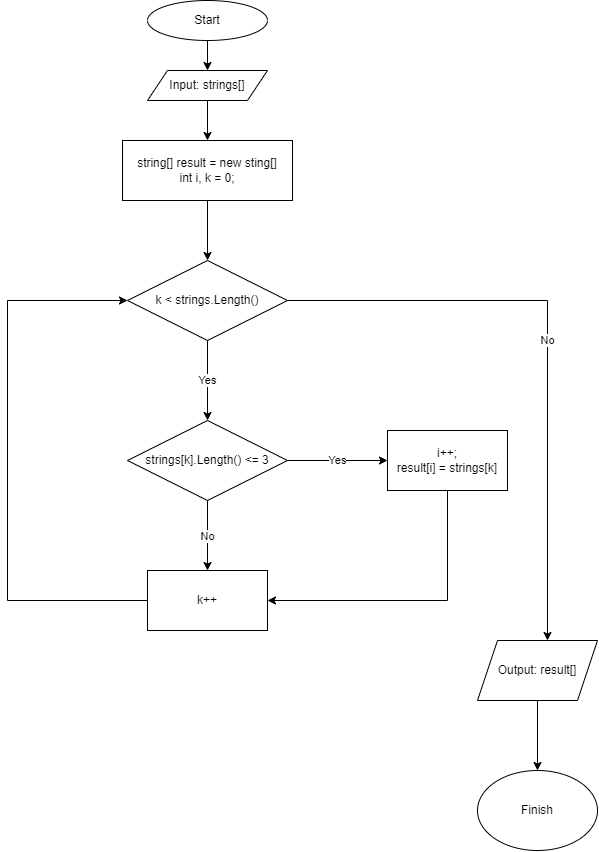 Start
Input: strings[]
string[] result = new sting[]
int i, k = 0;
k < strings.Length()
No
Yes
strings[k].Length() <= 3
Yes
i++;
result[i] = strings[k]
No
k++
Output: result[]
Finish